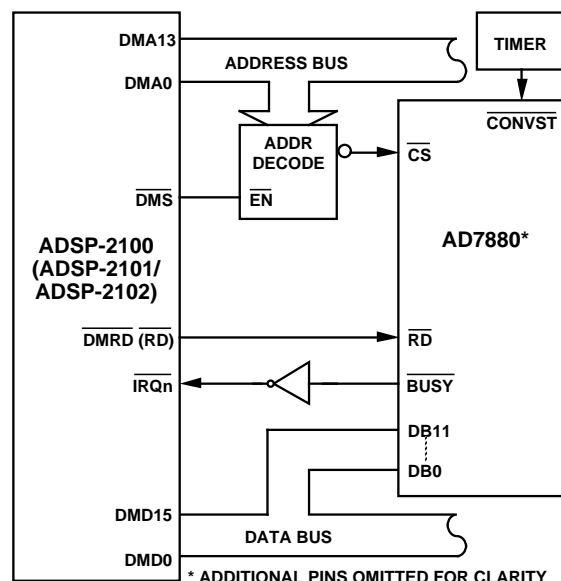 DMA13
TIMER
ADDRESS BUS
DMA0
CONVST
ADDR
DECODE
CS
DMS
EN
ADSP-2100
(ADSP-2101/
ADSP-2102)
AD7880*
DMRD (RD)
RD
IRQn
BUSY
DB11
DB0
DMD15
DATA BUS
DMD0
* ADDITIONAL PINS OMITTED FOR CLARITY